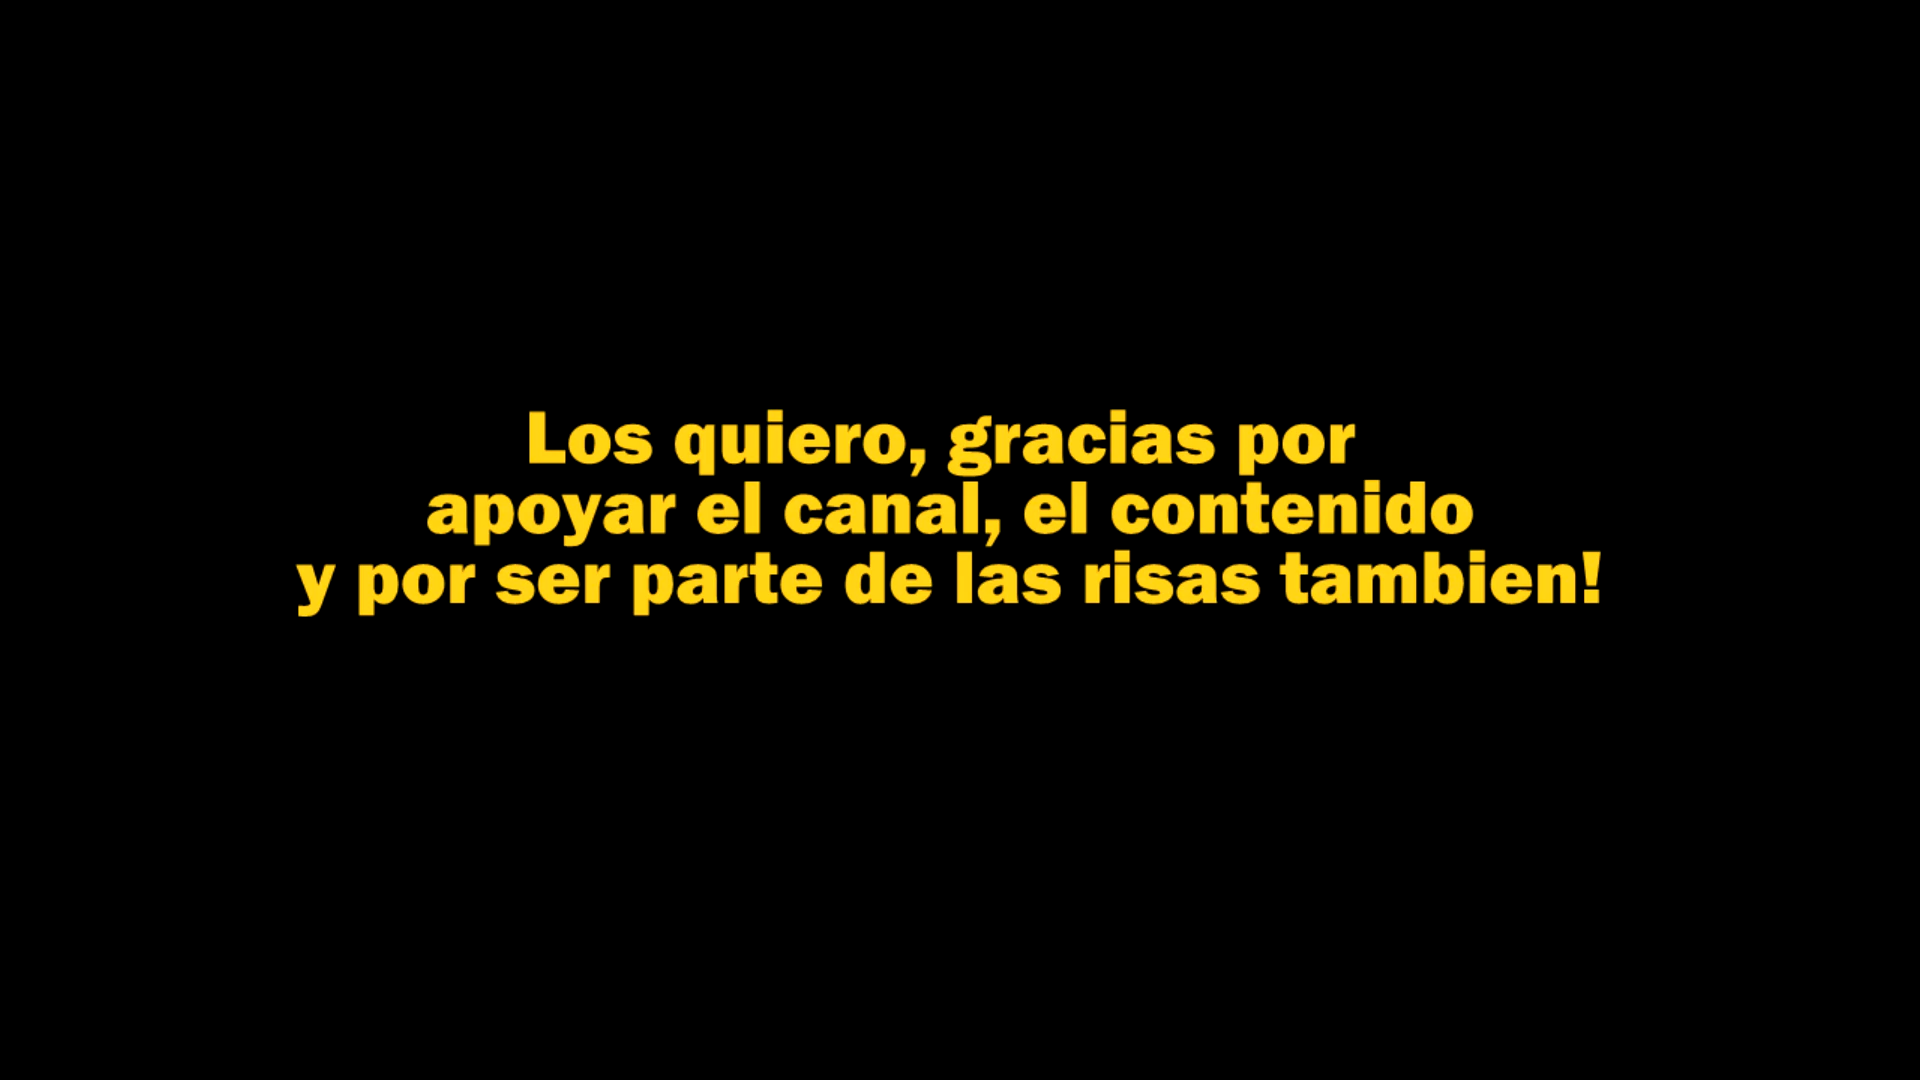 Los quiero, gracias por
apoyar el canal, el contenido
y por ser parte de las risas tambien!